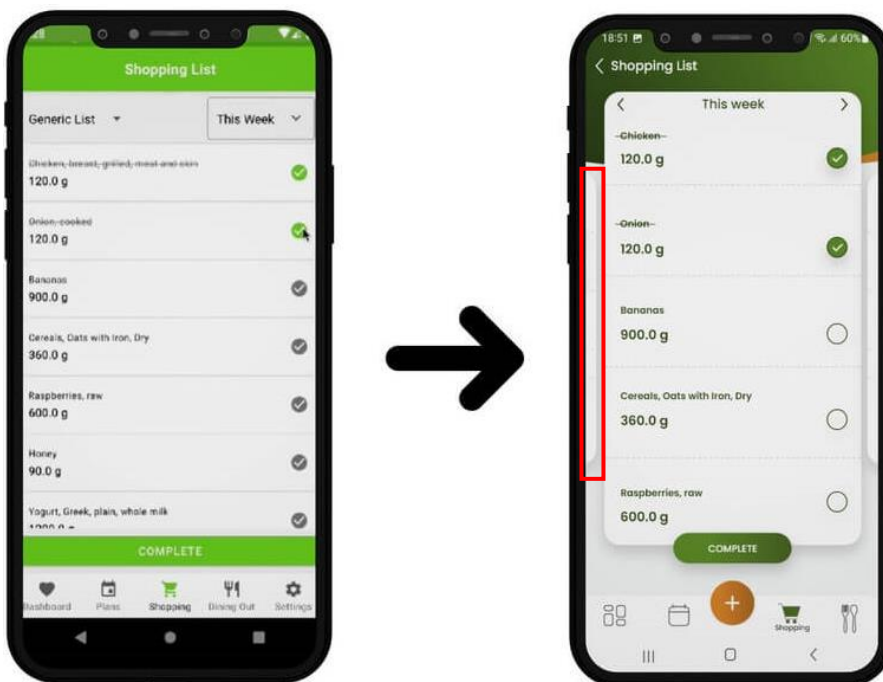 Shopping List
Generic List
This Week
Chicken, breast, grilled, meat and skin
120.0 g
Onion, cooked
120.0 g
Bananas
900.0 g
Cereals, Oats with Iron, Dry
360.0 g
Raspberries, raw
600.0 g
Honey
90.0 g
Yogurt, Greek, plain, whole milk
COMPLETE
Dashboard
Plans
Shopping
Dining Out
Settings
18:51
60%
Shopping List
This week
Chicken
120.0 g
Onion
120.0 g
Bananas
900.0 g
Cereals, Oats with Iron, Dry
360.0 g
Raspberries, raw
600.0 g
COMPLETE
Shopping